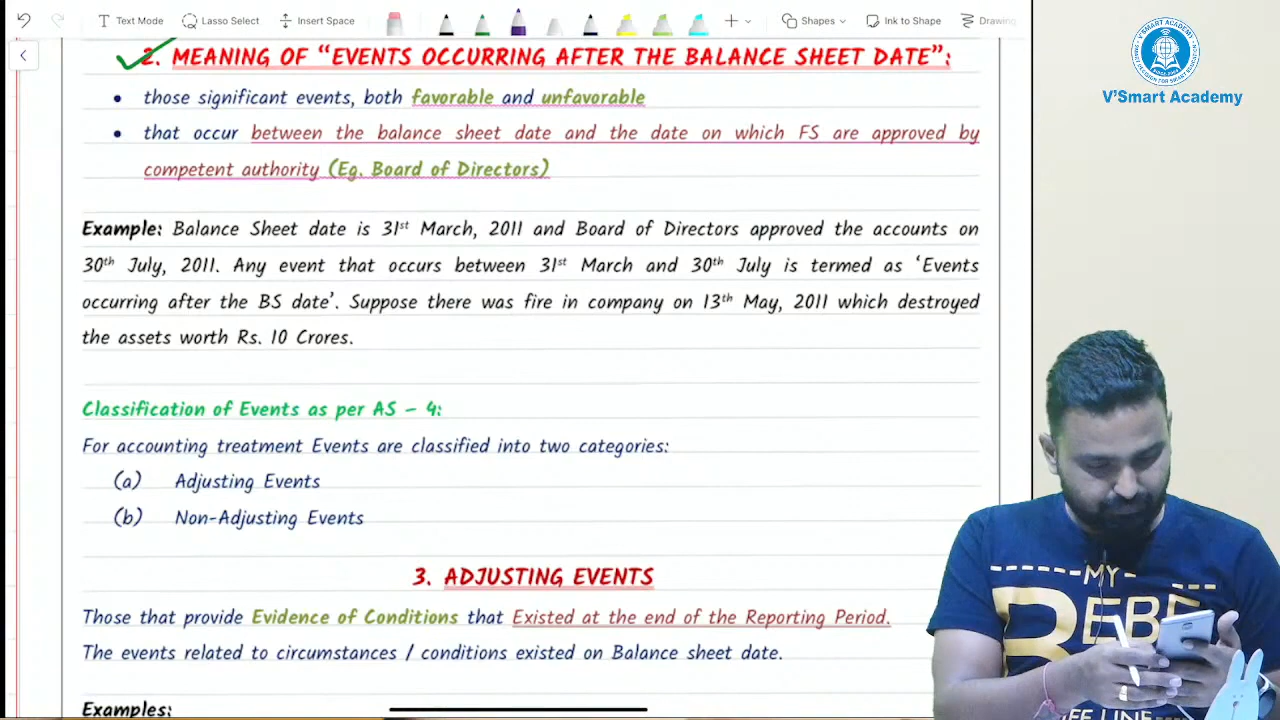 Text Mode
Lasso Select
Insert Space
Shapes
Ink to Shape
Drawing
2. MEANING OF “EVENTS OCCURRING AFTER THE BALANCE SHEET DATE”:
• those significant events, both favorable and unfavorable
• that occur between the balance sheet date and the date on which FS are approved by
competent authority (Eg. Board of Directors)
Example: Balance Sheet date is 31st March, 2011 and Board of Directors approved the accounts on
30th July, 2011. Any event that occurs between 31st March and 30th July is termed as ‘Events
occurring after the BS date’. Suppose there was fire in company on 13th May, 2011 which destroyed
the assets worth Rs. 10 Crores.
Classification of Events as per AS – 4:
For accounting treatment Events are classified into two categories:
(a) Adjusting Events
(b) Non-Adjusting Events
3. ADJUSTING EVENTS
Those that provide Evidence of Conditions that Existed at the end of the Reporting Period.
The events related to circumstances / conditions existed on Balance sheet date.
Examples:
V'Smart Academy
MY